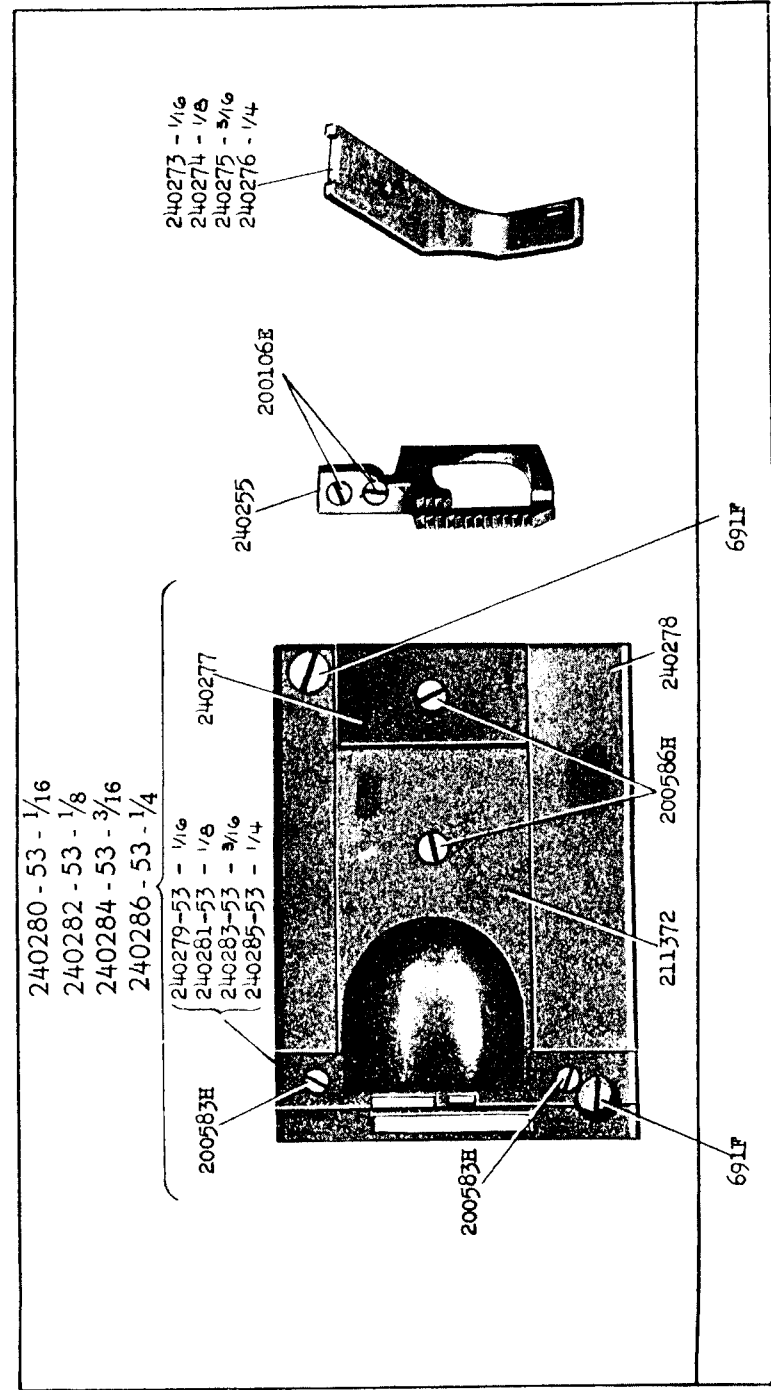 240280 - 53 - 1/16
240282 - 53 - 1/8
240284 - 53 - 3/16
240286 - 53 - 1/4
240279-53 - 1/16
240281-53 - 1/8
240283-53 - 3/16
240285-53 - 1/4
200583H
240277
240255
200106E
240273 - 1/16
240274 - 1/8
240275 - 3/16
240276 - 1/4
200583H
211372
200586H
240278
691F
691F